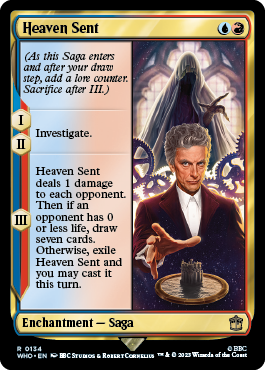 Heaven Sent
(As this Saga enters
and after your draw
step, add a lore counter.
Sacrifice after III.)
I
II
Investigate.
III
Heaven Sent
deals 1 damage
to each opponent.
Then if an
opponent has 0
or less life, draw
seven cards.
Otherwise, exile
Heaven Sent and
you may cast it
this turn.
Enchantment — Saga
R 0134
WHO • EN BBC STUDIOS & ROBERT CORNELIUS
© BBC
™ & © 2023 Wizards of the Coast